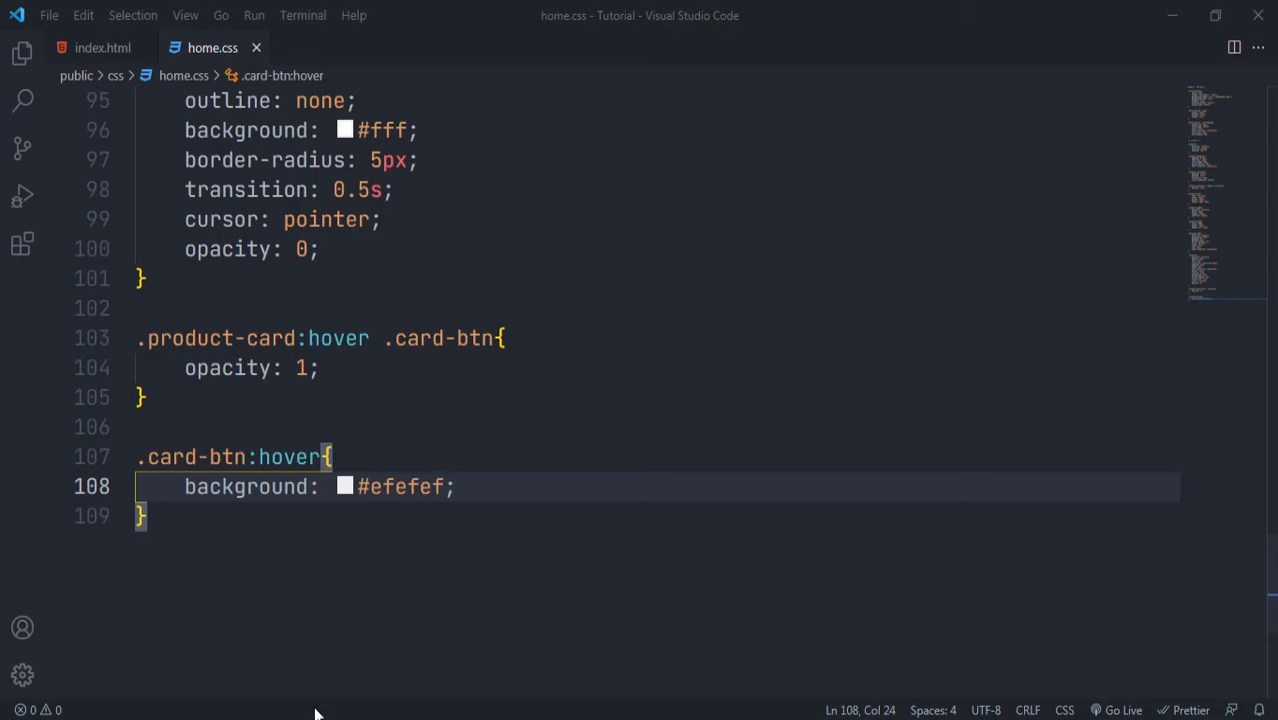 File Edit Selection View Go Run Terminal Help home.css - Tutorial - Visual Studio Code
index.html home.css
public > css > home.css > .card-btn:hover
95 outline: none;
96 background: #fff;
97 border-radius: 5px;
98 transition: 0.5s;
99 cursor: pointer;
100 opacity: 0;
101 }
102
103 .product-card:hover .card-btn{
104 opacity: 1;
105 }
106
107 .card-btn:hover{
108 background: #efefef;
109 }
0 0 Ln 108, Col 24 Spaces: 4 UTF-8 CRLF CSS Go Live Prettier